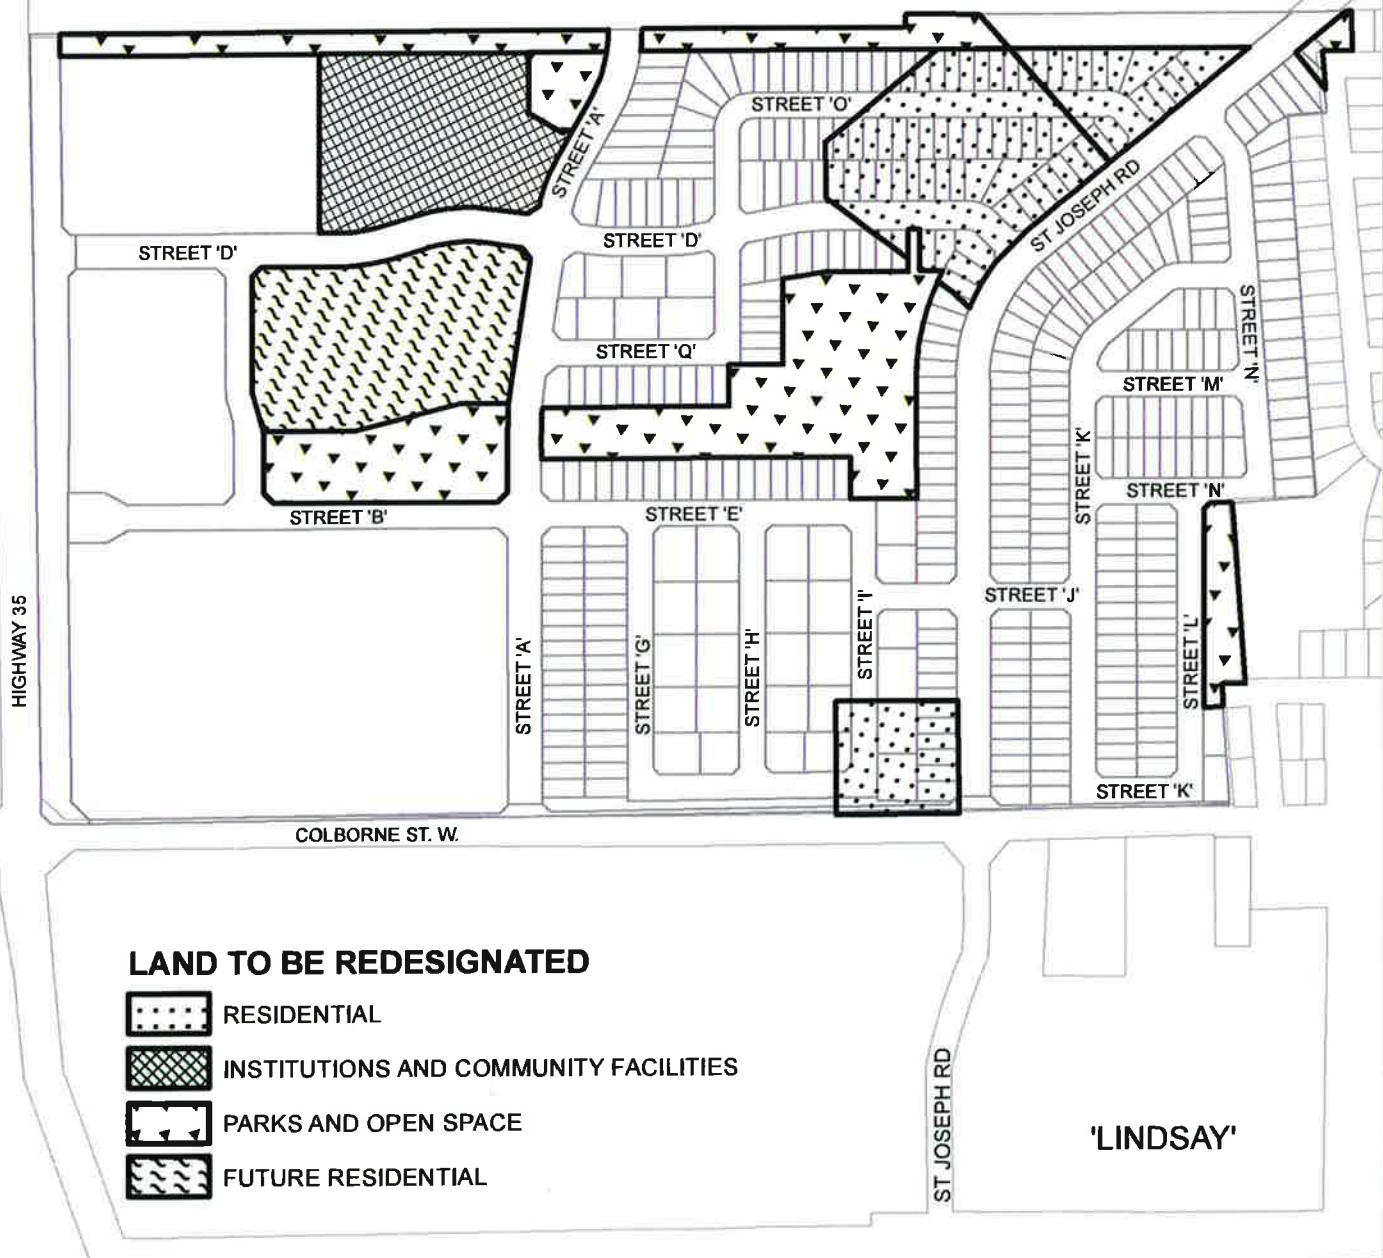 STREET 'O'
STREET 'A'
ST JOSEPH RD
STREET 'D'
STREET 'D'
STREET 'N'
STREET 'Q'
STREET 'M'
STREET 'K'
STREET 'N'
STREET 'B'
STREET 'E'
HIGHWAY 35
STREET 'A'
STREET 'G'
STREET 'H'
STREET 'I'
STREET 'J'
STREET 'L'
STREET 'K'
COLBORNE ST. W.
LAND TO BE REDESIGNATED
RESIDENTIAL
INSTITUTIONS AND COMMUNITY FACILITIES
PARKS AND OPEN SPACE
FUTURE RESIDENTIAL
ST JOSEPH RD
'LINDSAY'